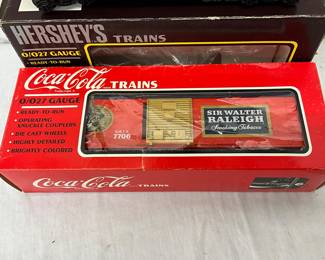 HERSHEY'S TRAINS
O/O27 GAUGE
• READY-TO-RUN
Coca-Cola TRAINS
O/O27 GAUGE
• READY-TO-RUN
• OPERATING
KNUCKLE COUPLERS
• DIE CAST WHEELS
• HIGHLY DETAILED
• BRIGHTLY COLORED
7706
SIR WALTER
RALEIGH
Smoking Tobacco
Coca-Cola TRAINS